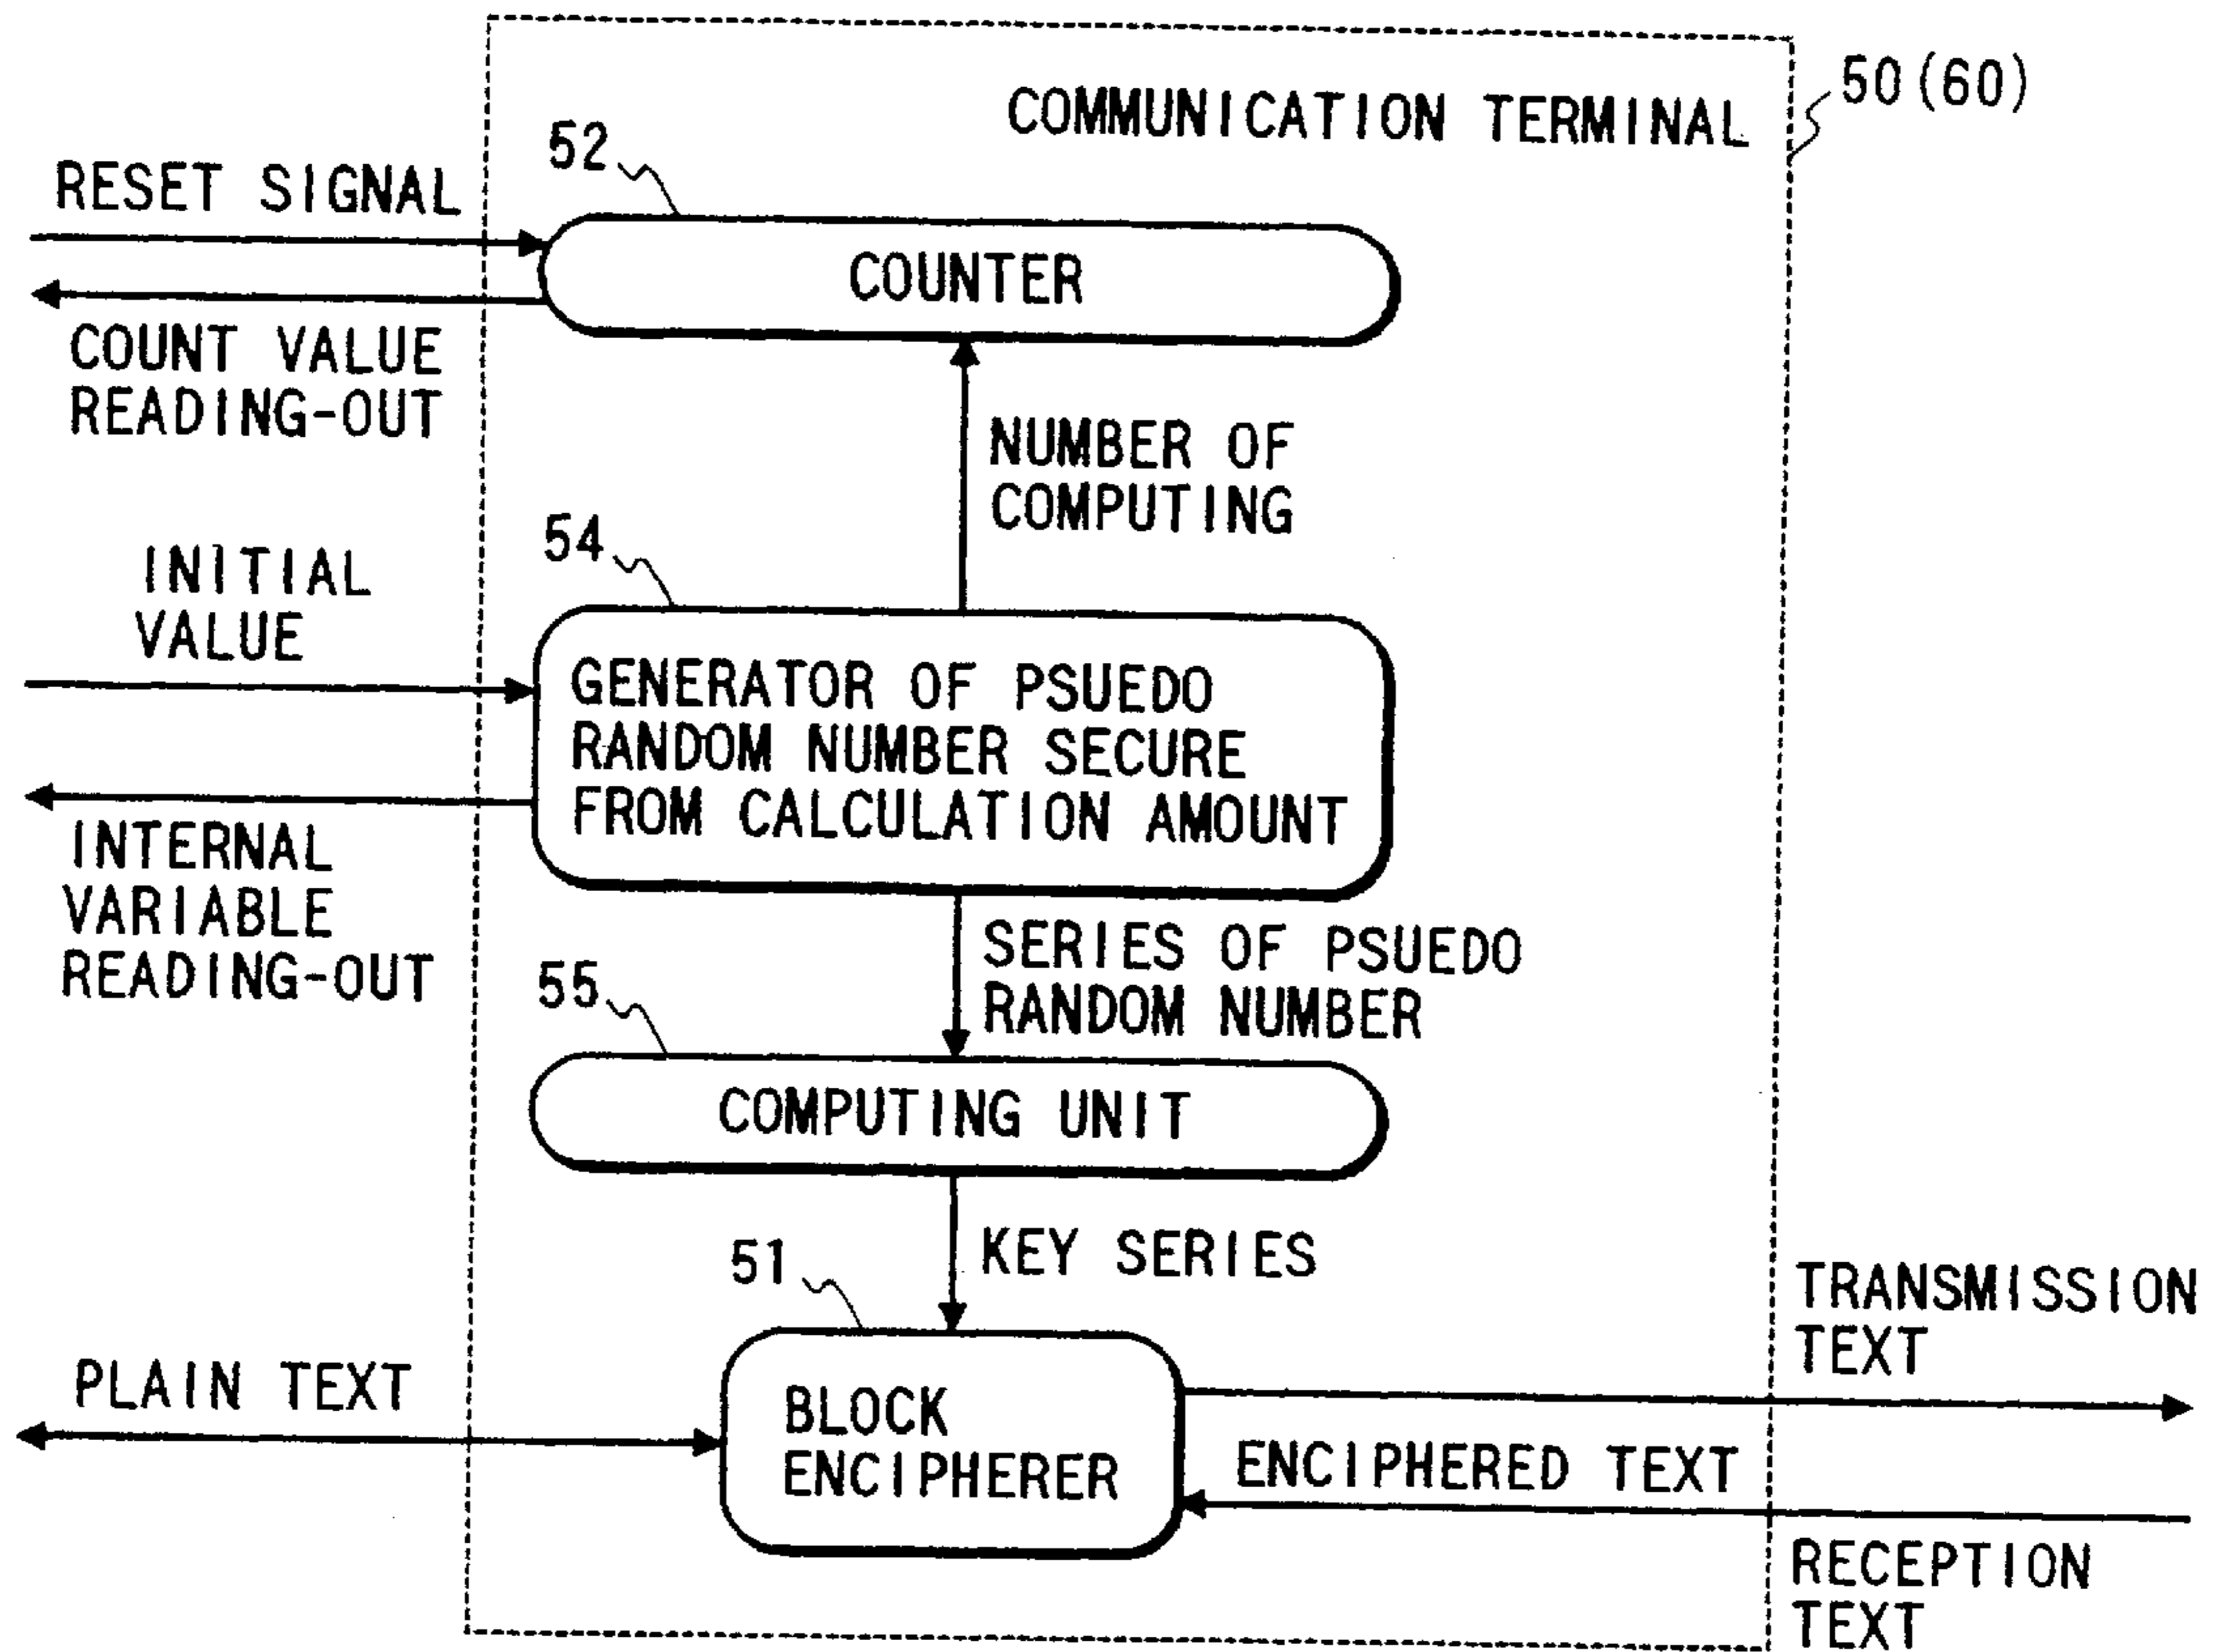 COMMUNICATION TERMINAL
50(60)
52
RESET SIGNAL
COUNTER
COUNT VALUE
READING-OUT
NUMBER OF
COMPUTING
54
INITIAL
VALUE
GENERATOR OF PSUEDO
RANDOM NUMBER SECURE
FROM CALCULATION AMOUNT
INTERNAL
VARIABLE
READING-OUT
SERIES OF PSUEDO
RANDOM NUMBER
55
COMPUTING UNIT
KEY SERIES
51
TRANSMISSION
TEXT
PLAIN TEXT
BLOCK
ENCIPHERER
ENCIPHERED TEXT
RECEPTION
TEXT